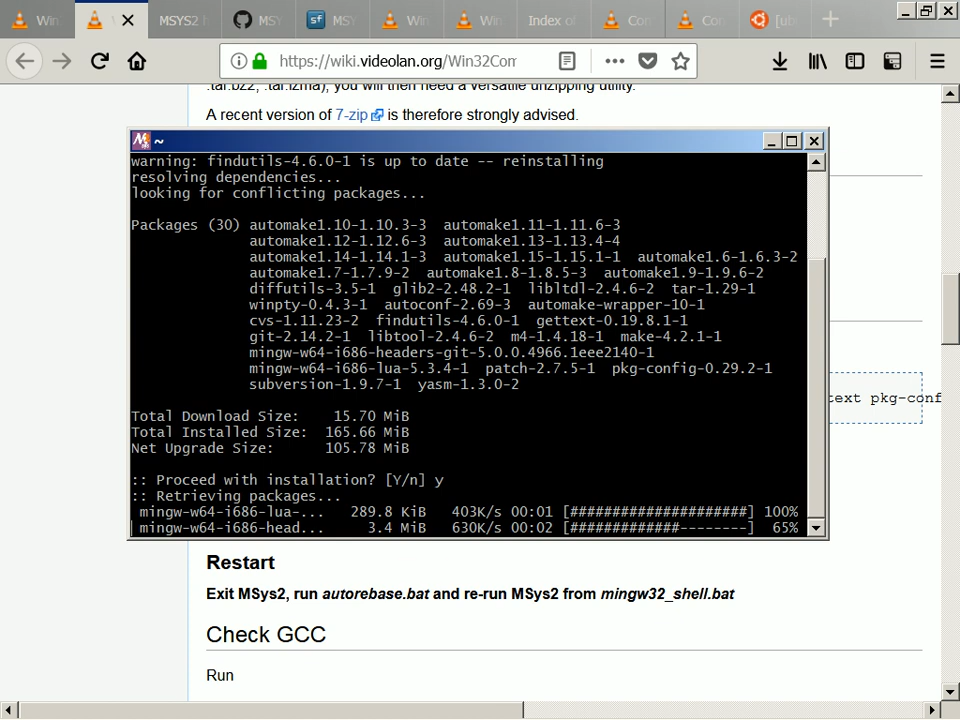 Win
MSYS2 h
MSY
sf
MSY
Win
Win
Index o
Com
Com
[ub
https://wiki.videolan.org/Win32Com
.tar.bz2, .tar.lzma), you will then need a versatile unzipping utility.
A recent version of 7-zip is therefore strongly advised.
~
warning: findutils-4.6.0-1 is up to date -- reinstalling
resolving dependencies...
looking for conflicting packages...
Packages (30) automake1.10-1.10.3-3  automake1.11-1.11.6-3
automake1.12-1.12.6-3  automake1.13-1.13.4-4
automake1.14-1.14.1-3  automake1.15-1.15.1-1  automake1.6-1.6.3-2
automake1.7-1.7.9-2  automake1.8-1.8.5-3  automake1.9-1.9.6-2
diffutils-3.5-1  glib2-2.48.2-1  libltdl-2.4.6-2  tar-1.29-1
winpty-0.4.3-1  autoconf-2.69-3  automake-wrapper-10-1
cvs-1.11.23-2  findutils-4.6.0-1  gettext-0.19.8.1-1
git-2.14.2-1  libtool-2.4.6-2  m4-1.4.18-1  make-4.2.1-1
mingw-w64-i686-headers-git-5.0.0.4966.1eee2140-1
mingw-w64-i686-lua-5.3.4-1  patch-2.7.5-1  pkg-config-0.29.2-1
subversion-1.9.7-1  yasm-1.3.0-2
Total Download Size:    15.70 MiB
Total Installed Size:  165.66 MiB
Net Upgrade Size:      105.78 MiB
:: Proceed with installation? [Y/n] y
:: Retrieving packages...
mingw-w64-i686-lua-...   289.8 KiB   403K/s 00:01 [#####################] 100%
mingw-w64-i686-head...     3.4 MiB   630K/s 00:02 [#############--------]  65%
text pkg-conf
Restart
Exit MSys2, run autorebase.bat and re-run MSys2 from mingw32_shell.bat
Check GCC
Run